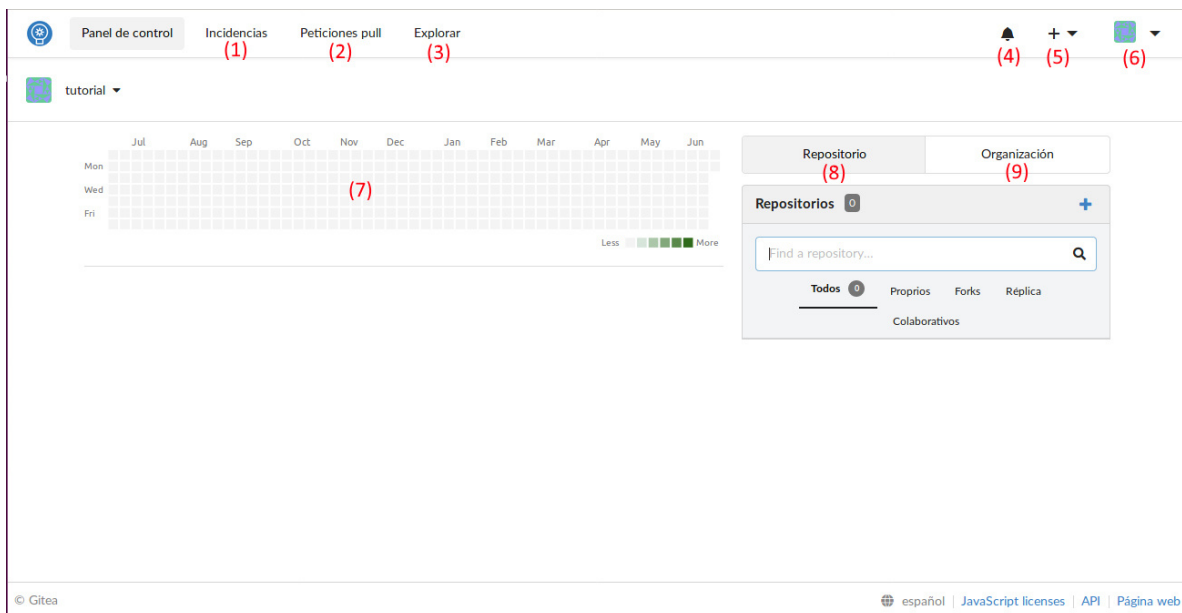 Panel de control Incidencias Peticiones pull Explorar
(1) (2) (3) (4) (5) (6)
tutorial
Jul Aug Sep Oct Nov Dec Jan Feb Mar Apr May Jun
Mon
Wed
Fri
(7)
Less More
Repositorio Organización
(8) (9)
Repositorios 0
Find a repository...
Todos 0 Proprios Forks Réplica
Colaborativos
© Gitea español JavaScript licenses API Página web